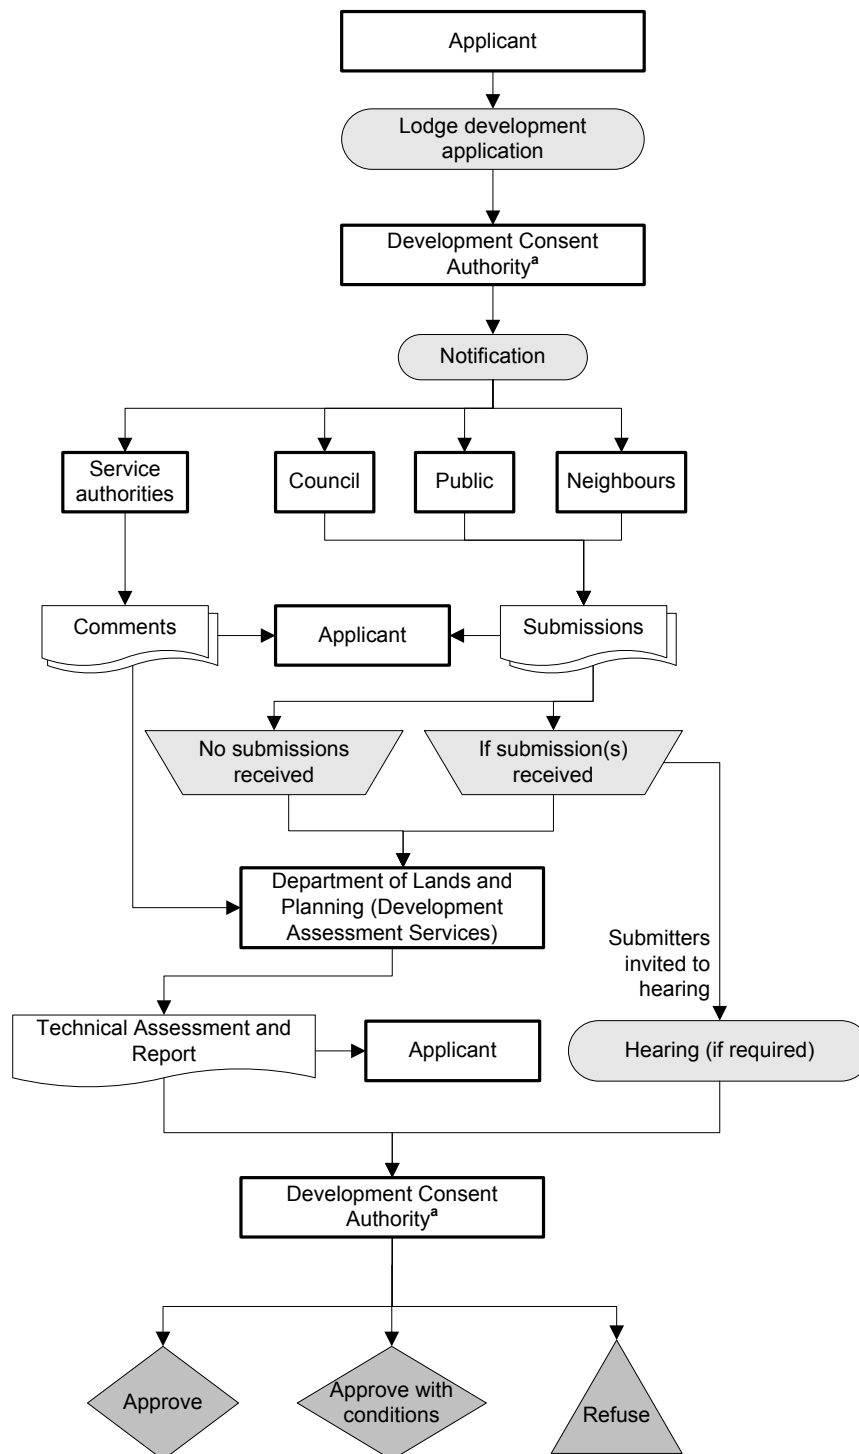 Applicant
Lodge development
application
Development Consent
Authorityᵃ
Notification
Service
authorities
Council
Public
Neighbours
Comments
Applicant
Submissions
No submissions
received
If submission(s)
received
Department of Lands and
Planning (Development
Assessment Services)
Submitters
invited to
hearing
Technical Assessment and
Report
Applicant
Hearing (if required)
Development Consent
Authorityᵃ
Approve
Approve with
conditions
Refuse